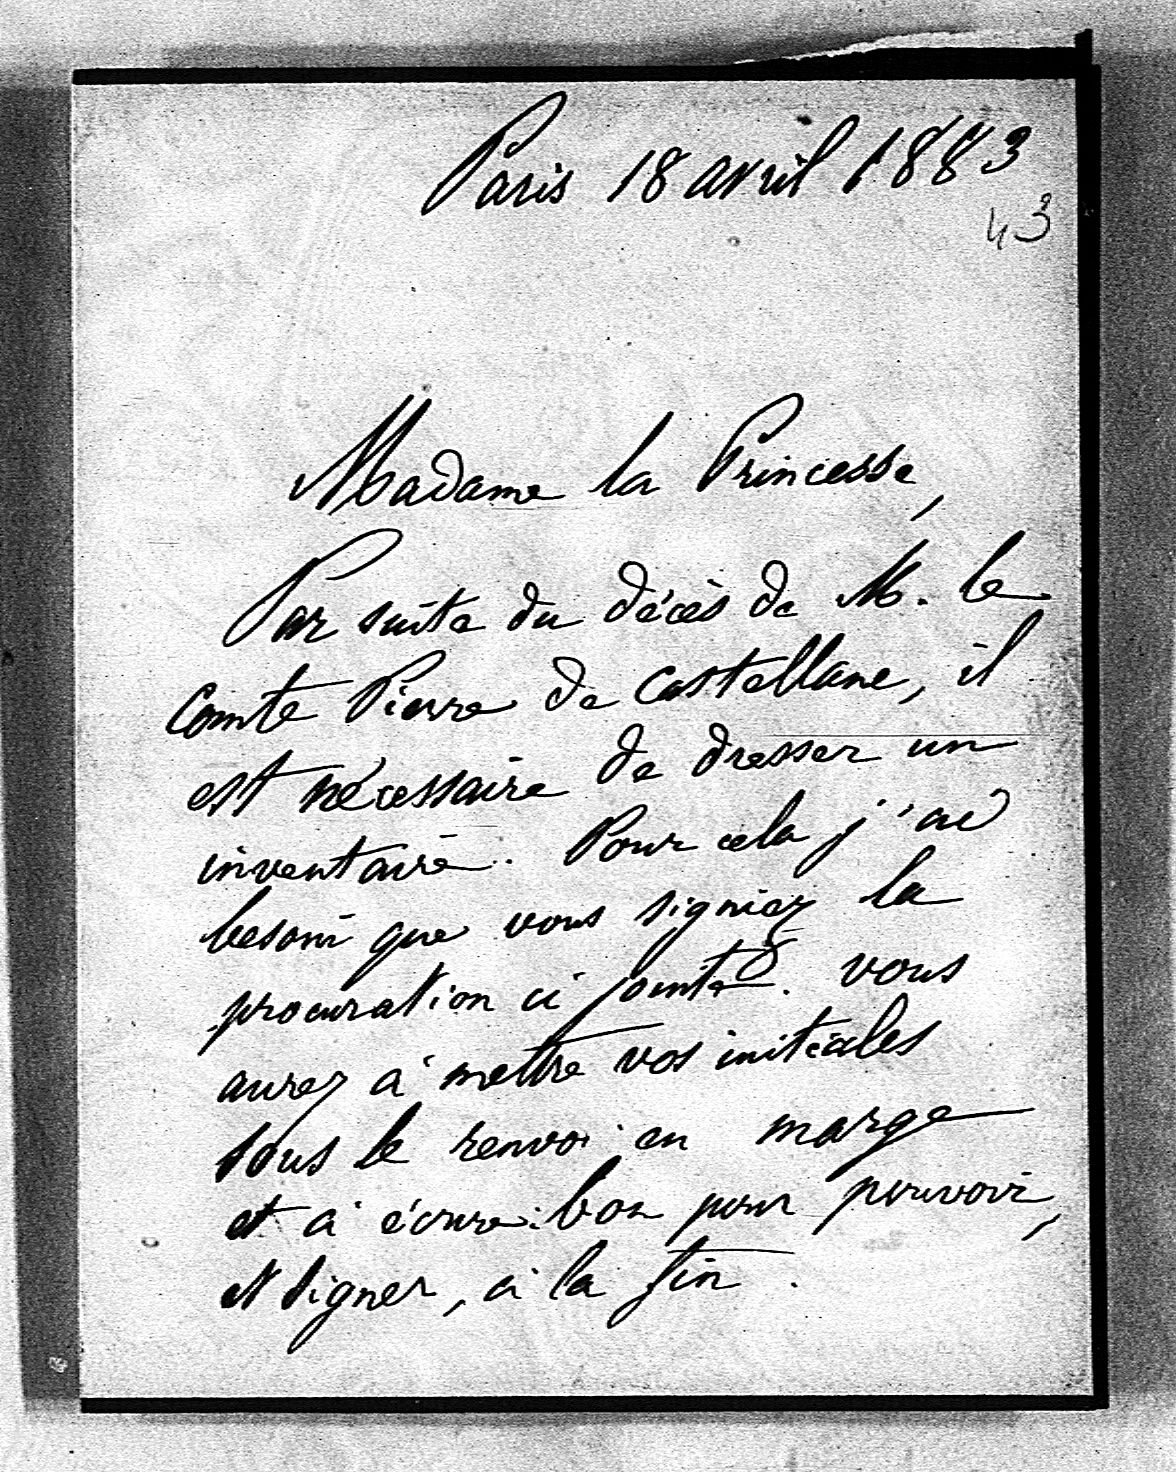 Paris 18 avril 1883
43
Madame la Princesse,
Par suite du décès de M. le
Comte Pierre de Castellane, il
est nécessaire de dresser un
inventaire. Pour cela j'ai
besoin que vous signiez la
procuration ci jointe. Vous
aurez à mettre vos initiales
sous le renvoi en marge
et à écrire: bon pour pouvoir,
et signer, à la fin.